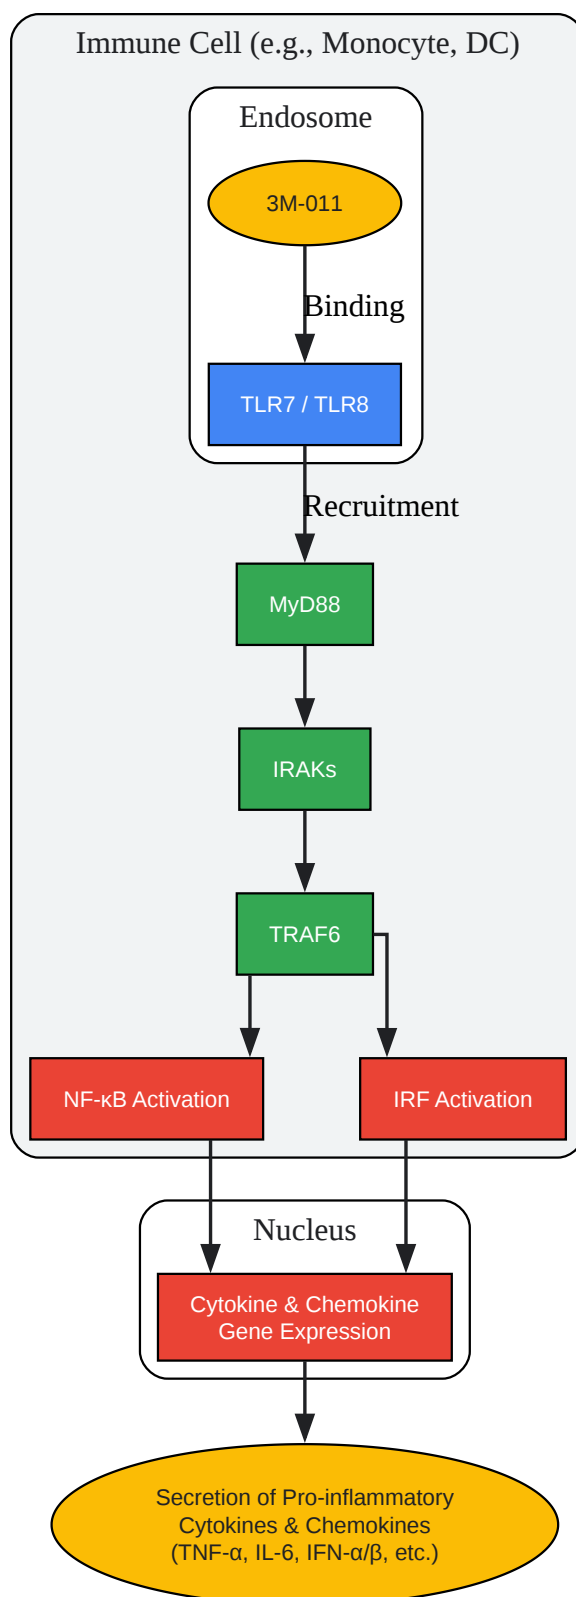 Immune Cell (e.g., Monocyte, DC)
Endosome
3M-011
Binding
TLR7 / TLR8
Recruitment
MyD88
IRAKs
TRAF6
NF-κB Activation
IRF Activation
Nucleus
Cytokine & Chemokine
Gene Expression
Secretion of Pro-inflammatory
Cytokines & Chemokines
(TNF-α, IL-6, IFN-α/β, etc.)